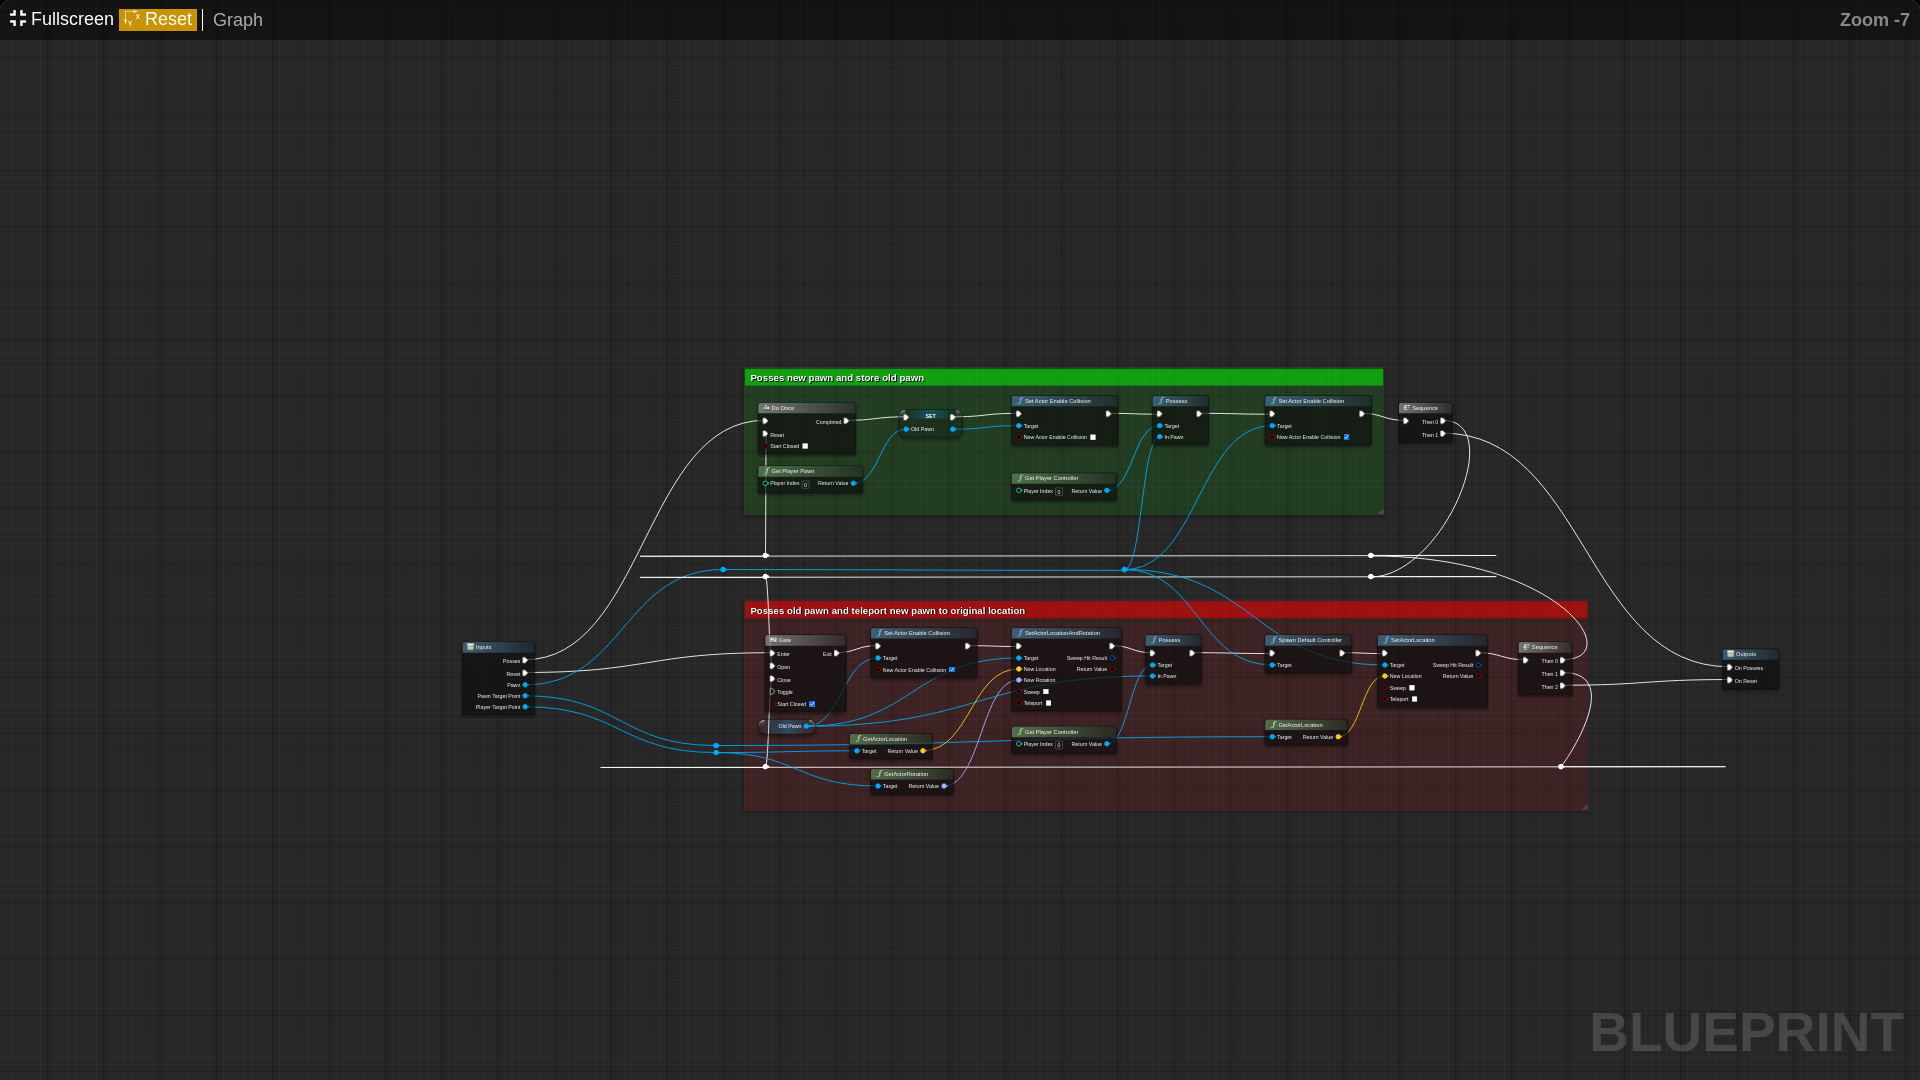 Fullscreen Reset Graph
Zoom -7
Posses new pawn and store old pawn
Do Once
Completed
Reset
Start Closed
Get Player Pawn
Player Index 0 Return Value
SET
Old Pawn
Set Actor Enable Collision
Target
New Actor Enable Collision
Get Player Controller
Player Index 0 Return Value
Possess
Target
In Pawn
Set Actor Enable Collision
Target
New Actor Enable Collision
Sequence
Then 0
Then 1
Posses old pawn and teleport new pawn to original location
Inputs
Posses
Reset
Pawn
Pawn Target Point
Player Target Point
Gate
Enter Exit
Open
Close
Toggle
Start Closed
Old Pawn
Set Actor Enable Collision
Target
New Actor Enable Collision
GetActorLocation
Target Return Value
GetActorRotation
Target Return Value
SetActorLocationAndRotation
Target Sweep Hit Result
New Location Return Value
New Rotation
Sweep
Teleport
Get Player Controller
Player Index 0 Return Value
Possess
Target
In Pawn
Spawn Default Controller
Target
GetActorLocation
Target Return Value
SetActorLocation
Target Sweep Hit Result
New Location Return Value
Sweep
Teleport
Sequence
Then 0
Then 1
Then 2
Outputs
On Possess
On Reset
BLUEPRINT